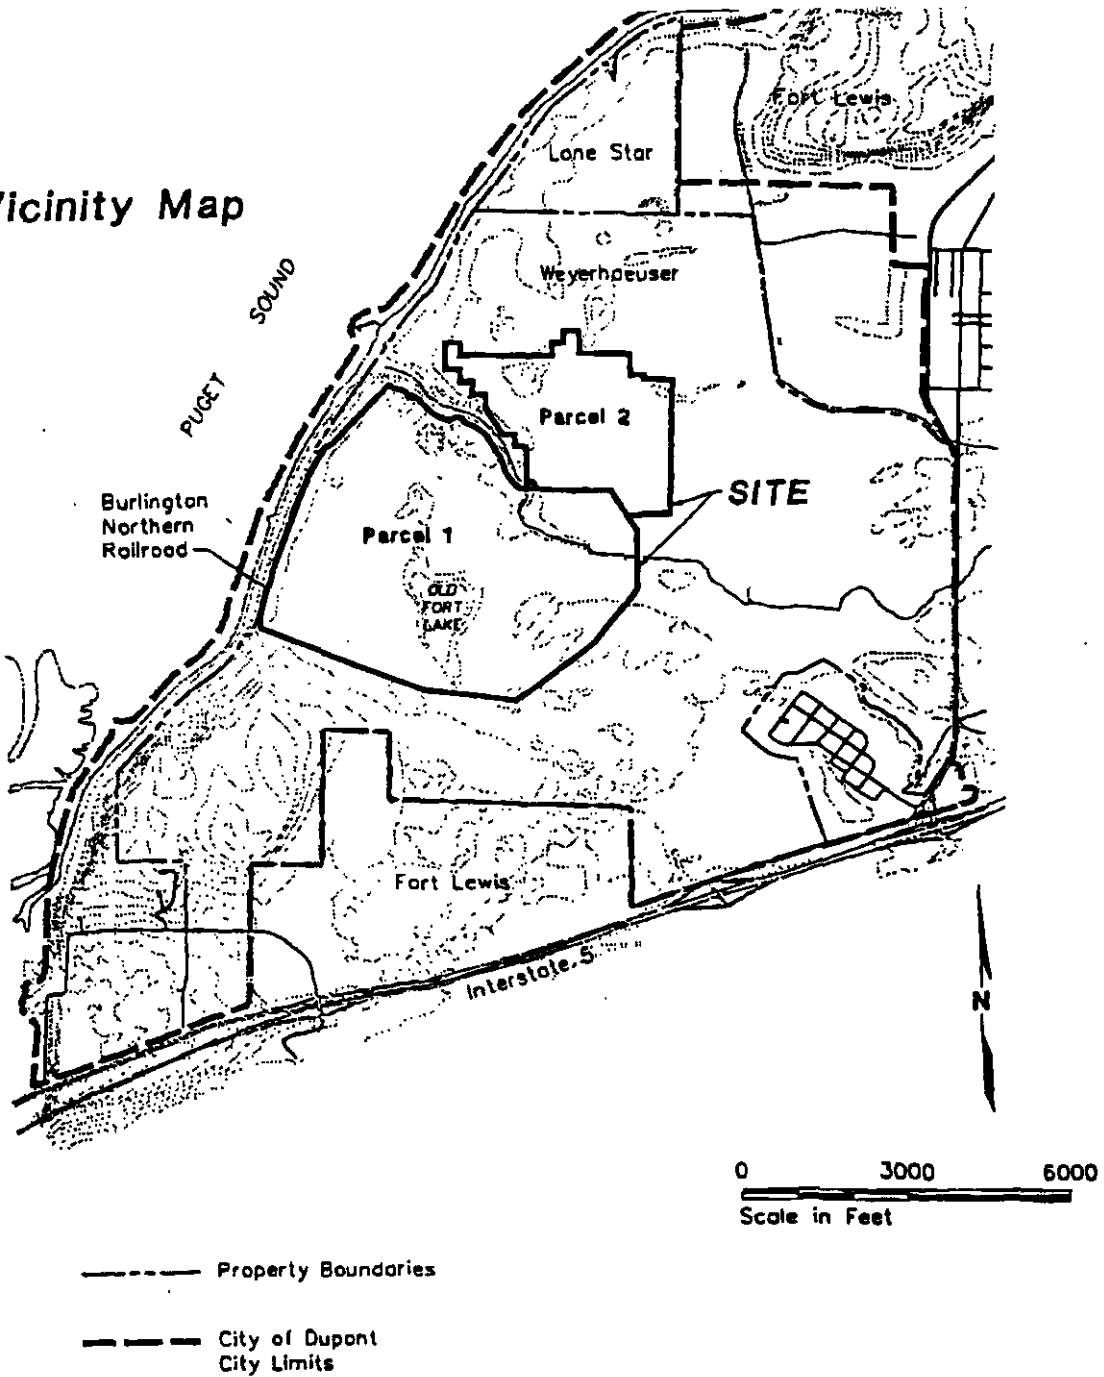 Vicinity Map
Fort Lewis
Lone Star
Weyerhaeuser
PUGET SOUND
Parcel 2
SITE
Burlington
Northern
Railroad
Parcel 1
OLD
FORT
LAKE
Fort Lewis
Interstate 5
N
0 3000 6000
Scale in Feet
Property Boundaries
City of Dupont
City Limits